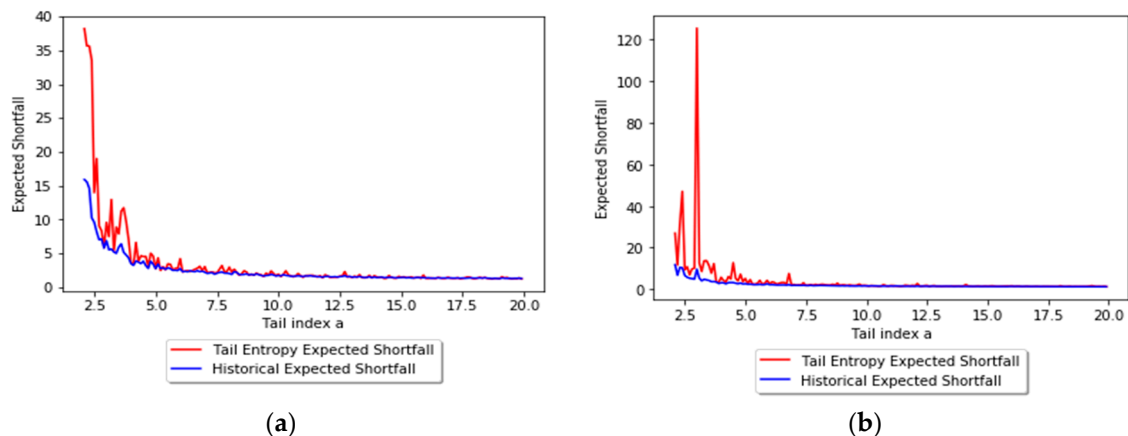 40
35
30
25
20
15
10
5
0
Expected Shortfall
2.5 5.0 7.5 10.0 12.5 15.0 17.5 20.0
Tail index a
Tail Entropy Expected Shortfall
Historical Expected Shortfall
(a)
120
100
80
60
40
20
0
Expected Shortfall
2.5 5.0 7.5 10.0 12.5 15.0 17.5 20.0
Tail index a
Tail Entropy Expected Shortfall
Historical Expected Shortfall
(b)